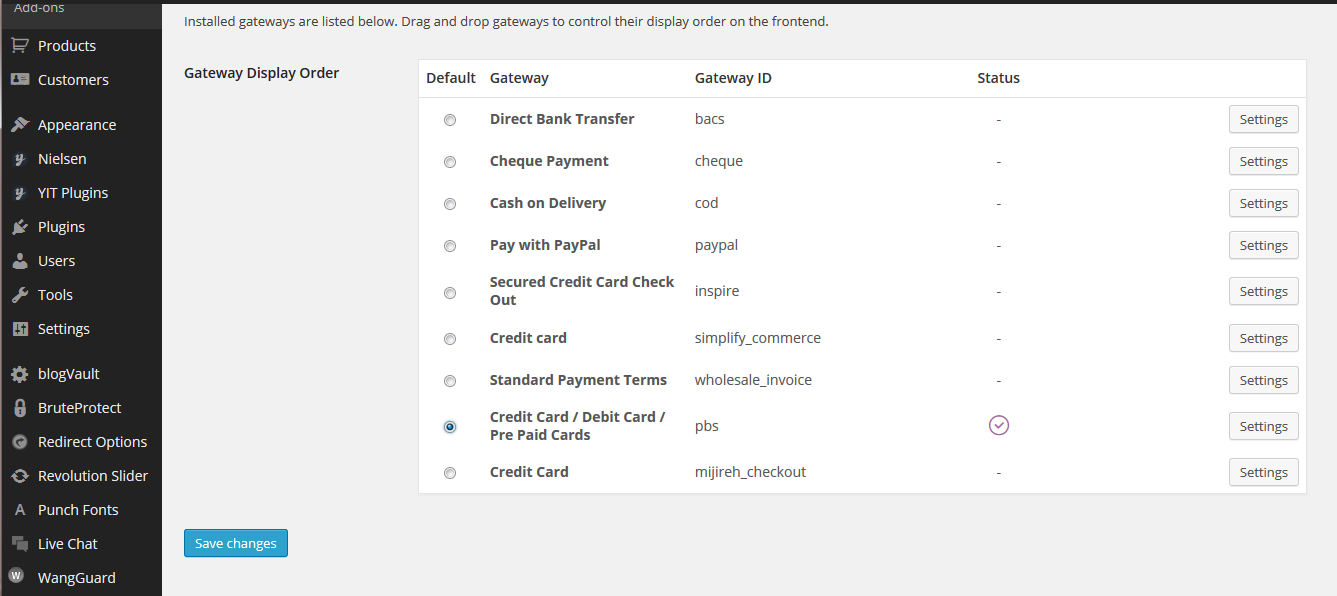 Add-ons
Products
Customers
Appearance
Nielsen
YIT Plugins
Plugins
Users
Tools
Settings
blogVault
BruteProtect
Redirect Options
Revolution Slider
A Punch Fonts
Live Chat
W WangGuard
Installed gateways are listed below. Drag and drop gateways to control their display order on the frontend.
Gateway Display Order
Default Gateway Gateway ID Status
Direct Bank Transfer bacs - Settings
Cheque Payment cheque - Settings
Cash on Delivery cod - Settings
Pay with PayPal paypal - Settings
Secured Credit Card Check
Out inspire - Settings
Credit card simplify_commerce - Settings
Standard Payment Terms wholesale_invoice - Settings
Credit Card / Debit Card /
Pre Paid Cards pbs Settings
Credit Card mijireh_checkout - Settings
Save changes